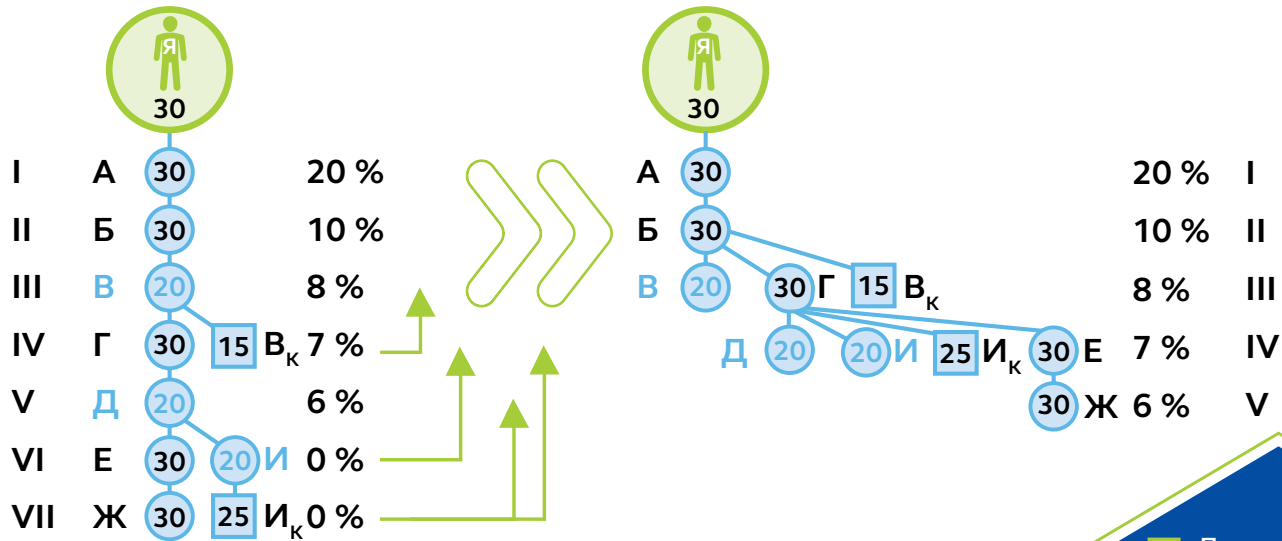 Я
30
I А 30 20 %
II Б 30 10 %
III В 20 8 %
IV Г 30 15 Вк 7 %
V Д 20 6 %
VI Е 30 20 И 0 %
VII Ж 30 25 Ик 0 %
Я
30
А 30 20 % I
Б 30 10 % II
В 20 30 Г 15 Вк 8 % III
Д 20 20 И 25 Ик 30 Е 7 % IV
30 Ж 6 % V